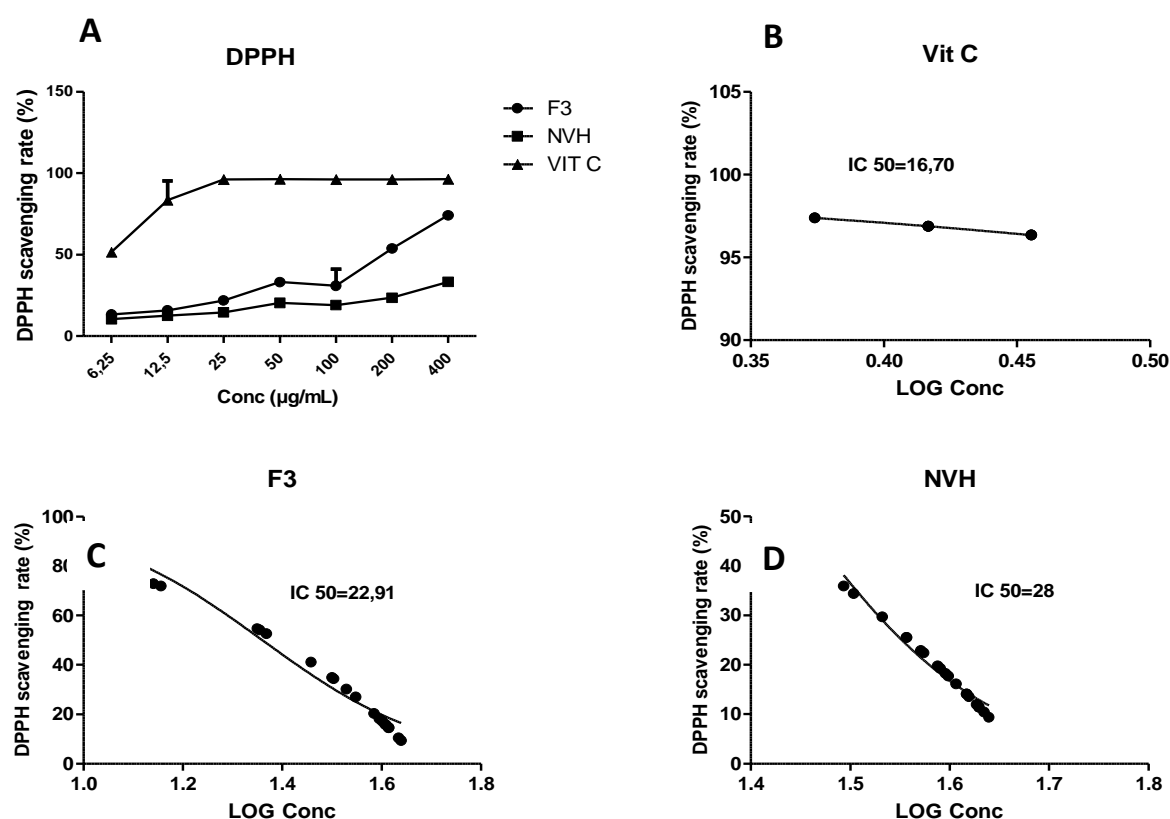 A
DPPH
DPPH scavenging rate (%)
150
100
50
0
6,25
12,5
25
50
100
200
400
Conc (µg/mL)
F3
NVH
VIT C
B
Vit C
DPPH scavenging rate (%)
105
100
95
90
IC 50=16,70
0.35
0.40
0.45
0.50
LOG Conc
F3
C
DPPH scavenging rate (%)
100
80
60
40
20
0
IC 50=22,91
1.0
1.2
1.4
1.6
1.8
LOG Conc
NVH
D
DPPH scavenging rate (%)
50
40
30
20
10
0
IC 50=28
1.4
1.5
1.6
1.7
1.8
LOG Conc